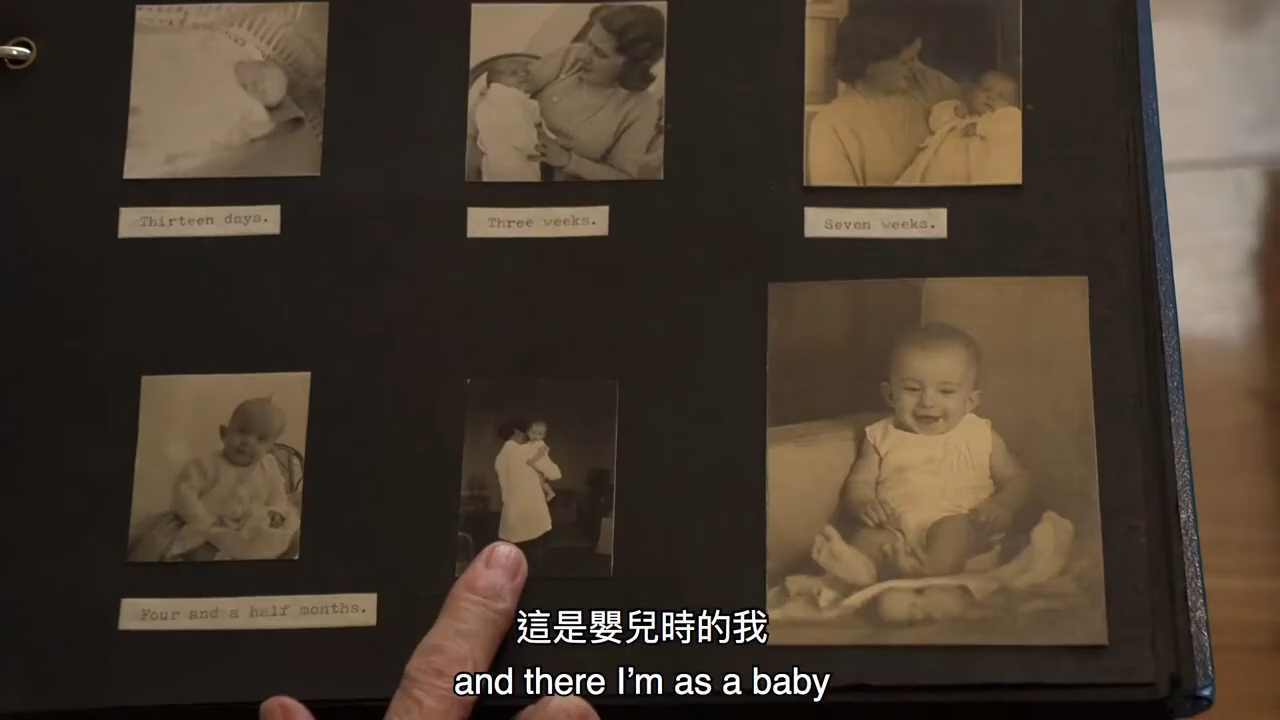 Thirteen days.
Three weeks.
Seven weeks.
Four and a half months.
這是嬰兒時的我
and there I'm as a baby